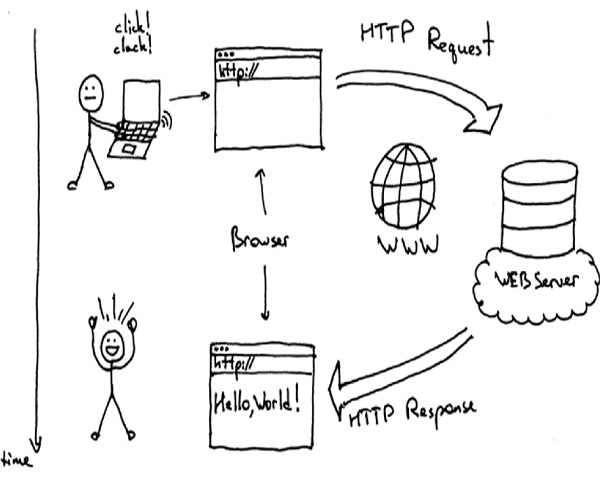 click!
clack!
http://
HTTP Request
WWW
Browser
WEB Server
http://
Hello, World!
HTTP Response
time